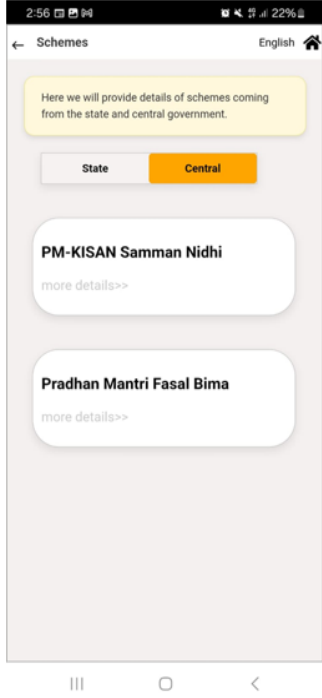 2:56 22%
Schemes English
Here we will provide details of schemes coming
from the state and central government.
State Central
PM-KISAN Samman Nidhi
more details>>
Pradhan Mantri Fasal Bima
more details>>